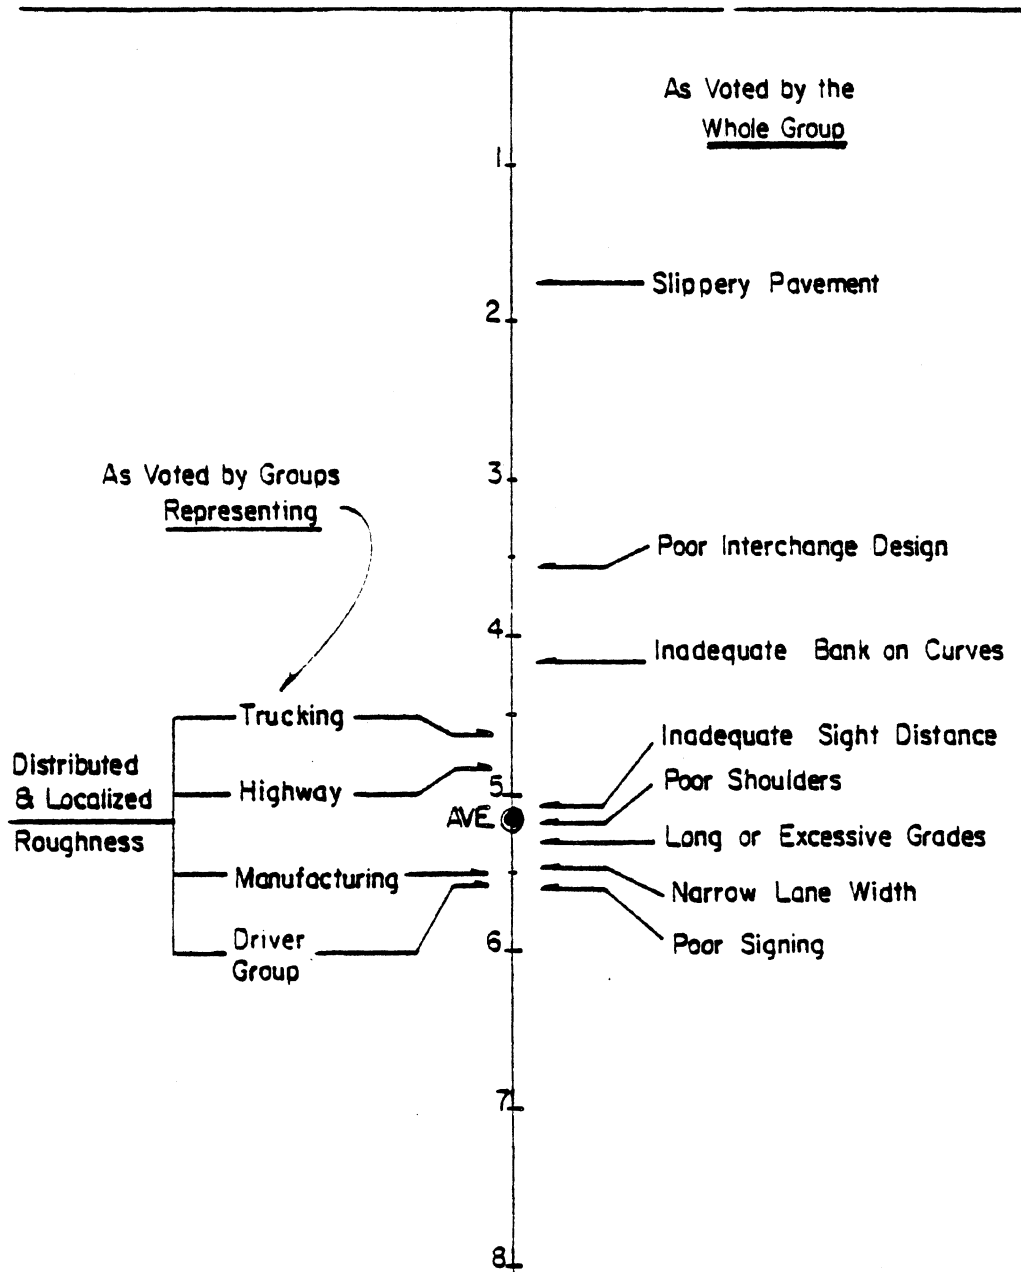 As Voted by the
Whole Group
1
Slippery Pavement
2
3
As Voted by Groups
Representing
Poor Interchange Design
4
Inadequate Bank on Curves
Trucking
Inadequate Sight Distance
Distributed
& Localized
Roughness
Highway
5
Poor Shoulders
AVE
Long or Excessive Grades
Manufacturing
Narrow Lane Width
Driver
Group
6
Poor Signing
7
8